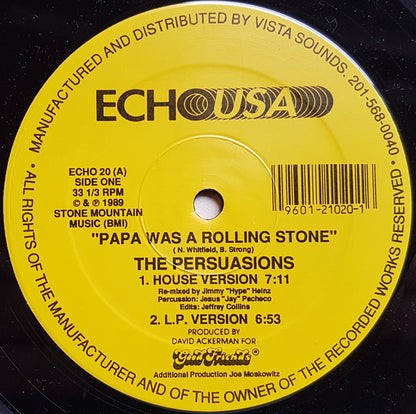 MANUFACTURED AND DISTRIBUTED BY VISTA SOUNDS. 201-568-0040
ECHO USA
ECHO 20 (A)
SIDE ONE
33 1/3 RPM
© & ℗ 1989
STONE MOUNTAIN
MUSIC (BMI)
9601-21020-1
"PAPA WAS A ROLLING STONE"
(N. Whitfield, B. Strong)
THE PERSUASIONS
1. HOUSE VERSION 7:11
Re-mixed by Jimmy "Hype" Heinz
Percussion: Jesus "Jay" Pacheco
Edits: Jeffrey Collins
2. L.P. VERSION 6:53
PRODUCED BY
DAVID ACKERMAN FOR
Good Friends ®
Additional Production Joe Moskowitz
• ALL RIGHTS OF THE MANUFACTURER AND OF THE OWNER OF THE RECORDED WORKS RESERVED •